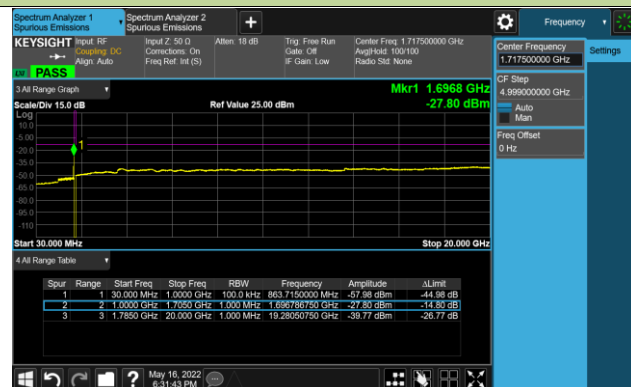 Spectrum Analyzer 1
Spurious Emissions
Spectrum Analyzer 2
Spurious Emissions
+
Frequency
KEYSIGHT
Input: RF
Coupling: DC
Align: Auto
Input Z: 50 Ω
Corrections: On
Freq Ref: Int (S)
Atten: 18 dB
Trig: Free Run
Gate: Off
IF Gain: Low
Center Freq: 1.717500000 GHz
Avg|Hold: 100/100
Radio Std: None
PASS
Center Frequency
1.717500000 GHz
Settings
CF Step
4.999000000 GHz
Auto
Man
Freq Offset
0 Hz
3 All Range Graph
Mkr1 1.6968 GHz
-27.80 dBm
Scale/Div 15.0 dB
Ref Value 25.00 dBm
Log
10.0
-5.00
-20.0
-35.0
-50.0
-65.0
-80.0
-95.0
-110
1
Start 30.000 MHz
Stop 20.000 GHz
4 All Range Table
Spur Range Start Freq Stop Freq RBW Frequency Amplitude ΔLimit
1 1 30.000 MHz 1.0000 GHz 100.0 kHz 863.7150000 MHz -57.98 dBm -44.98 dB
2 2 1.0000 GHz 1.7050 GHz 1.000 MHz 1.696786750 GHz -27.80 dBm -14.80 dB
3 3 1.7850 GHz 20.000 GHz 1.000 MHz 19.28050750 GHz -39.77 dBm -26.77 dB
?
May 16, 2022
6:31:43 PM